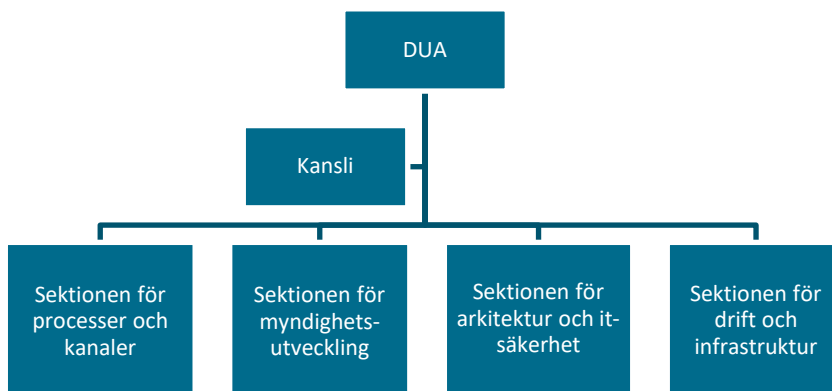 DUA
Kansli
Sektionen för
processer och
kanaler
Sektionen för
myndighets-
utveckling
Sektionen för
arkitektur och it-
säkerhet
Sektionen för
drift och
infrastruktur